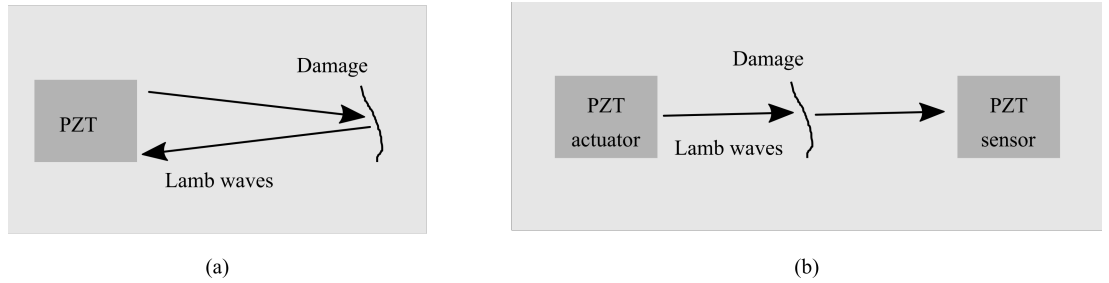 Damage
PZT
Lamb waves
(a)
Damage
PZT
actuator
Lamb waves
PZT
sensor
(b)